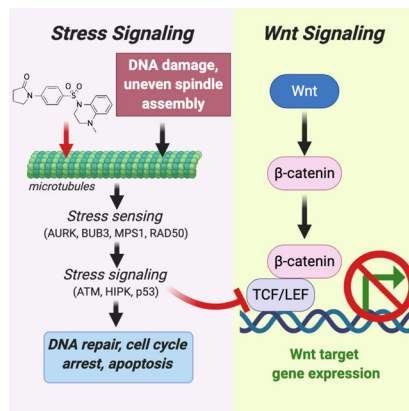 Stress Signaling
O
N
O
O
S
N
N
DNA damage,
uneven spindle
assembly
microtubules
Stress sensing
(AURK, BUB3, MPS1, RAD50)
Stress signaling
(ATM, HIPK, p53)
DNA repair, cell cycle
arrest, apoptosis
Wnt Signaling
Wnt
β-catenin
β-catenin
TCF/LEF
Wnt target
gene expression